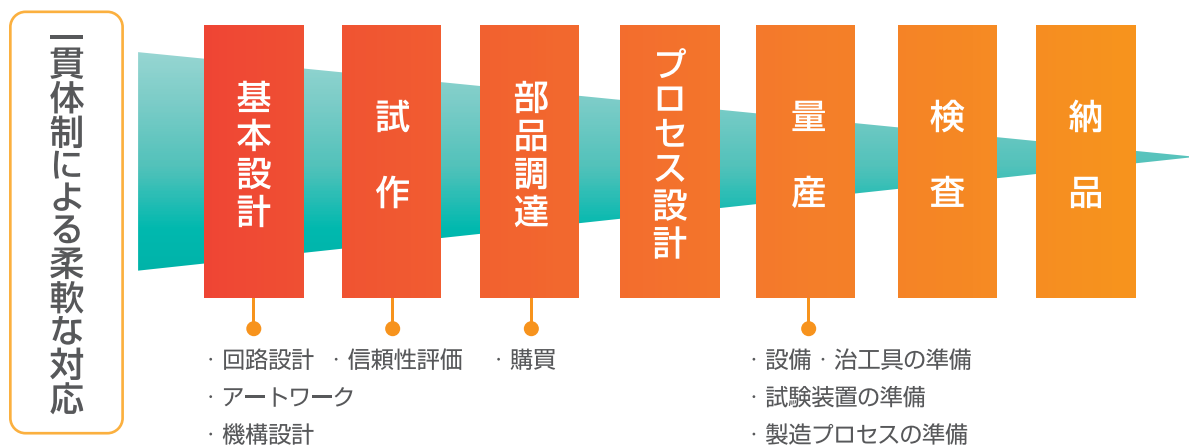 一貫体制による柔軟な対応
基本設計
試作
部品調達
プロセス設計
量産
検査
納品
・回路設計
・アートワーク
・機構設計
・信頼性評価
・購買
・設備・治工具の準備
・試験装置の準備
・製造プロセスの準備